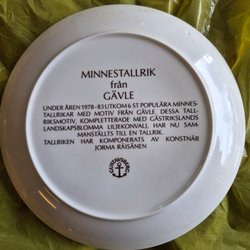 MINNESTALLRIK
från
GÄVLE
UNDER ÅREN 1978-83 UTKOM 6 ST POPULÄRA MINNES-
TALLRIKAR MED MOTIV FRÅN GÄVLE. DESSA TALL-
RIKSMOTIV, KOMPLETTERADE MED GÄSTRIKLANDS
LANDSKAPSBLOMMA LILJEKONVALJ, HAR NU SAM-
MANSTÄLLTS TILL EN TALLRIK.
TALLRIKEN HAR KOMPONERATS AV KONSTNÄR
JORMA RÄISÄNEN
GUSTAVSBERG